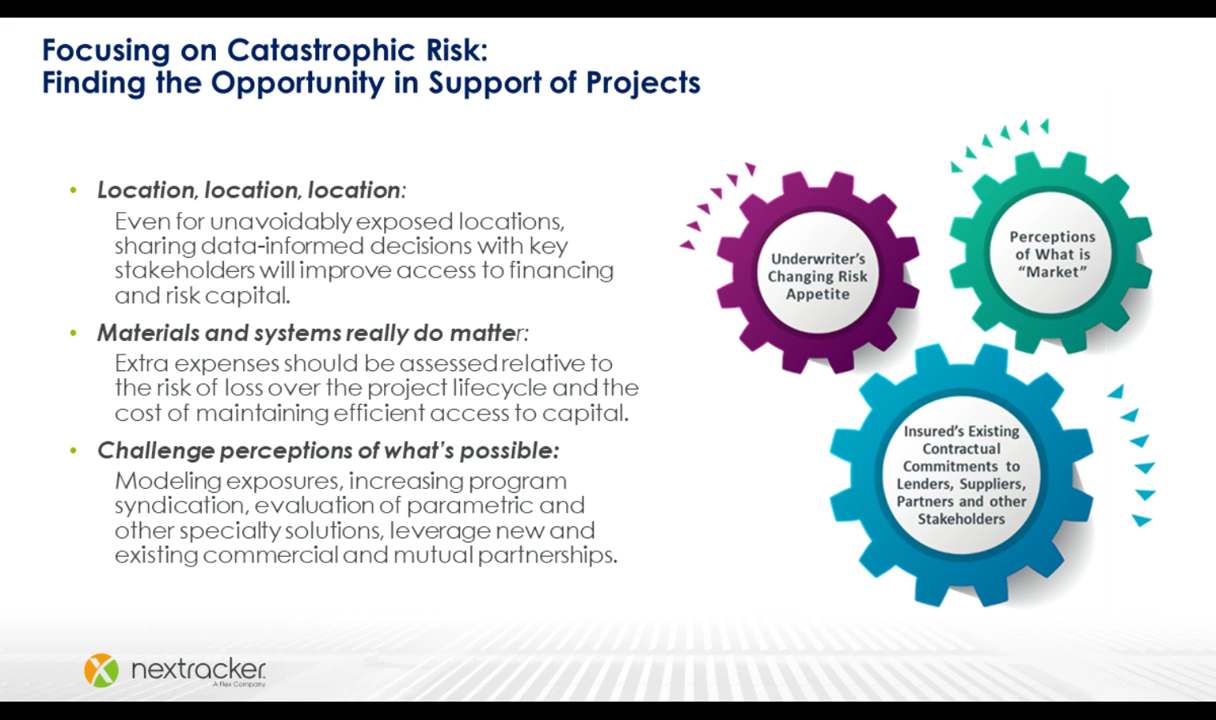 Focusing on Catastrophic Risk:
Finding the Opportunity in Support of Projects
• Location, location, location:
Even for unavoidably exposed locations,
sharing data-informed decisions with key
stakeholders will improve access to financing
and risk capital.
• Materials and systems really do matter:
Extra expenses should be assessed relative to
the risk of loss over the project lifecycle and the
cost of maintaining efficient access to capital.
• Challenge perceptions of what's possible:
Modeling exposures, increasing program
syndication, evaluation of parametric and
other specialty solutions, leverage new and
existing commercial and mutual partnerships.
Underwriter's
Changing Risk
Appetite
Perceptions
of What is
"Market"
Insured's Existing
Contractual
Commitments to
Lenders, Suppliers,
Partners and other
Stakeholders
nextracker.
A Flex Company